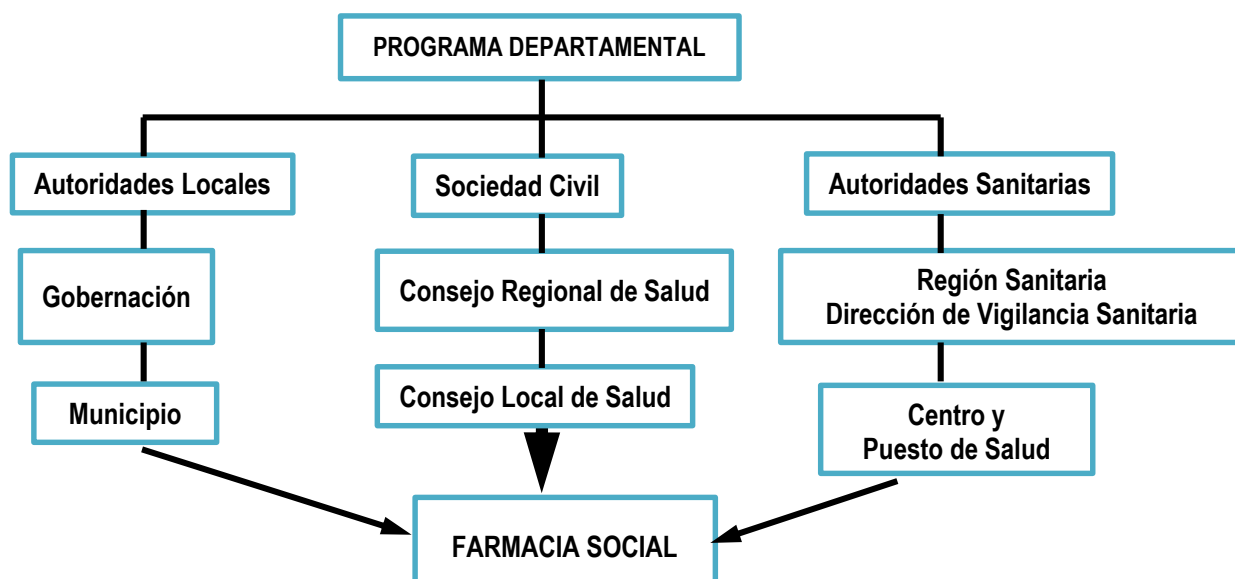 PROGRAMA DEPARTAMENTAL
Autoridades Locales
Sociedad Civil
Autoridades Sanitarias
Gobernación
Consejo Regional de Salud
Región Sanitaria
Dirección de Vigilancia Sanitaria
Municipio
Consejo Local de Salud
Centro y
Puesto de Salud
FARMACIA SOCIAL